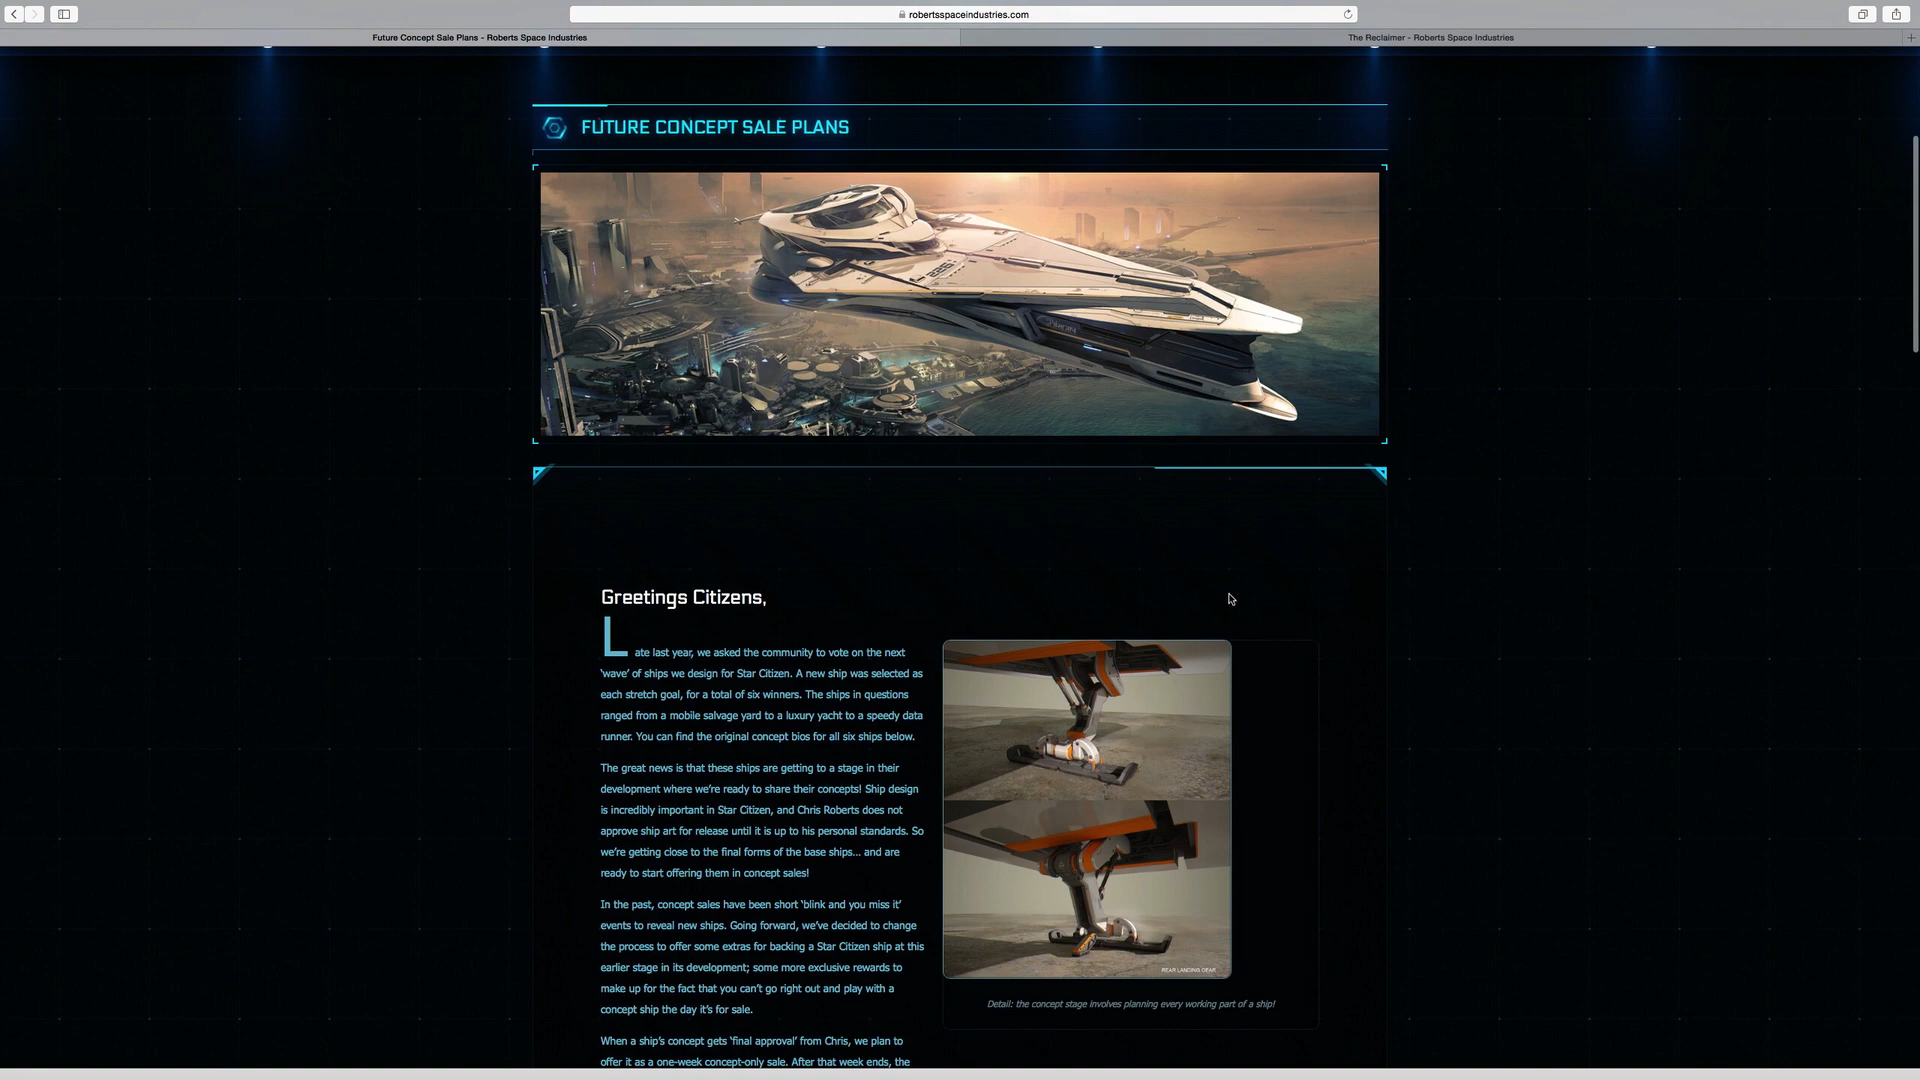 robertsspaceindustries.com
Future Concept Sale Plans - Roberts Space Industries
The Reclaimer - Roberts Space Industries
FUTURE CONCEPT SALE PLANS
Greetings Citizens,
Late last year, we asked the community to vote on the next
‘wave’ of ships we design for Star Citizen. A new ship was selected as
each stretch goal, for a total of six winners. The ships in questions
ranged from a mobile salvage yard to a luxury yacht to a speedy data
runner. You can find the original concept bios for all six ships below.
The great news is that these ships are getting to a stage in their
development where we’re ready to share their concepts! Ship design
is incredibly important in Star Citizen, and Chris Roberts does not
approve ship art for release until it is up to his personal standards. So
we’re getting close to the final forms of the base ships… and are
ready to start offering them in concept sales!
In the past, concept sales have been short ‘blink and you miss it’
events to reveal new ships. Going forward, we’ve decided to change
the process to offer some extras for backing a Star Citizen ship at this
earlier stage in its development; some more exclusive rewards to
make up for the fact that you can’t go right out and play with a
concept ship the day it’s for sale.
When a ship’s concept gets ‘final approval’ from Chris, we plan to
offer it as a one-week concept-only sale. After that week ends, the
REAR LANDING GEAR
Detail: the concept stage involves planning every working part of a ship!